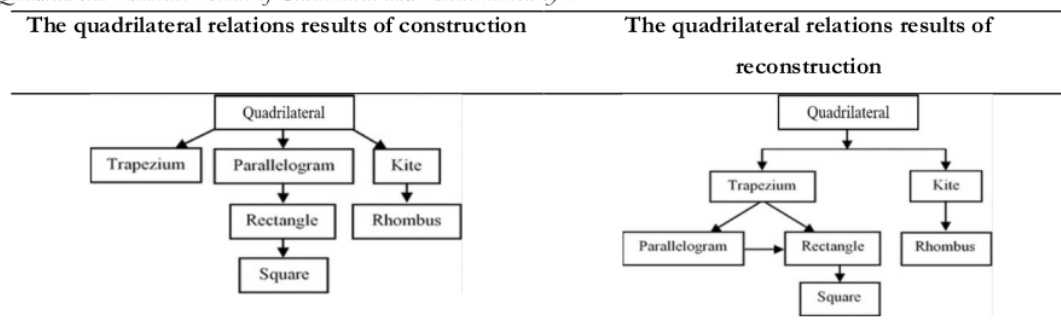 The quadrilateral relations results of construction
The quadrilateral relations results of
reconstruction
Quadrilateral
Trapezium
Parallelogram
Kite
Rectangle
Rhombus
Square
Quadrilateral
Trapezium
Kite
Parallelogram
Rectangle
Rhombus
Square